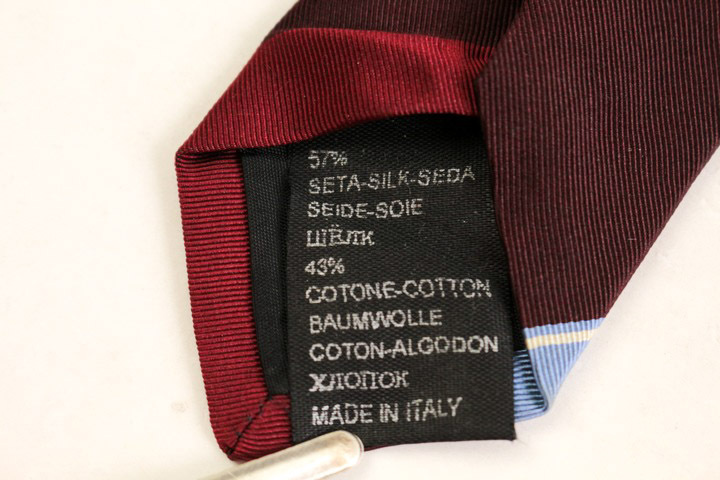 57%
SETA-SILK-SEDA
SEIDE-SOIE
ШЁЛК
43%
COTONE-COTTON
BAUMWOLLE
COTON-ALGODON
ХЛОПОК
MADE IN ITALY